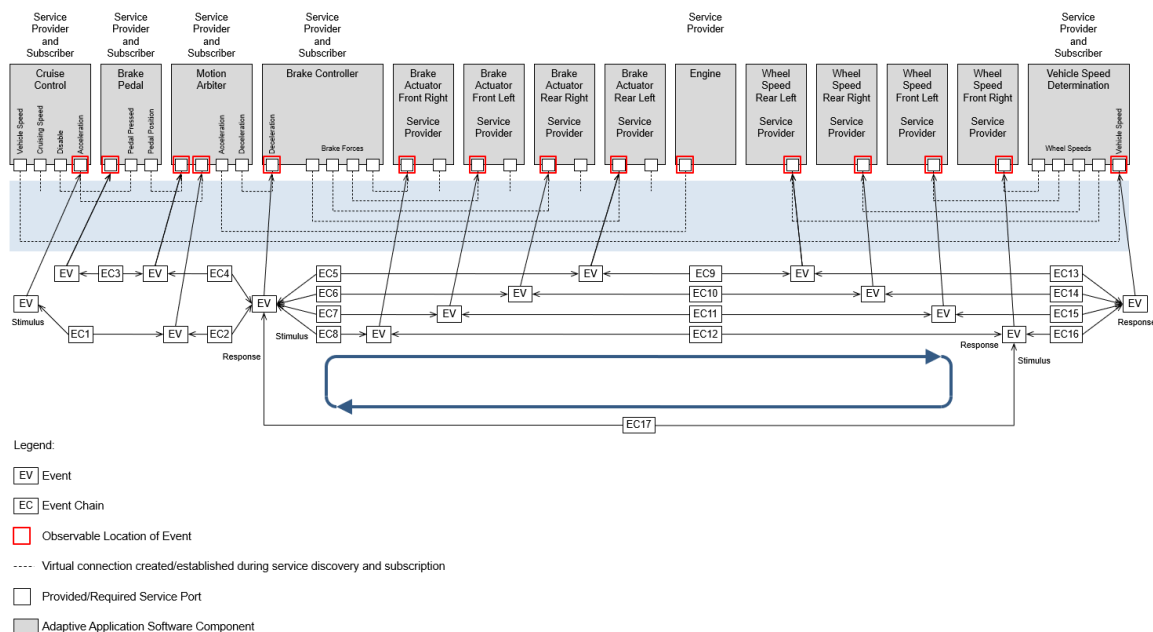 Service
Provider
and
Subscriber
Service
Provider
and
Subscriber
Service
Provider
and
Subscriber
Service
Provider
and
Subscriber
Service
Provider
Service
Provider
and
Subscriber
Cruise
Control
Brake
Pedal
Motion
Arbiter
Brake Controller
Brake
Actuator
Front Right
Service
Provider
Brake
Actuator
Front Left
Service
Provider
Brake
Actuator
Rear Right
Service
Provider
Brake
Actuator
Rear Left
Service
Provider
Engine
Wheel
Speed
Rear Left
Service
Provider
Wheel
Speed
Rear Right
Service
Provider
Wheel
Speed
Front Left
Service
Provider
Wheel
Speed
Front Right
Service
Provider
Vehicle Speed
Determination
Vehicle Speed
Cruising Speed
Disable
Acceleration
Pedal Pressed
Pedal Position
Acceleration
Deceleration
Deceleration
Brake Forces
Wheel Speeds
Vehicle Speed
EV
EC3
EV
EC4
EC5
EV
EC9
EV
EC13
EC6
EV
EC10
EV
EC14
EV
EV
EV
Stimulus
EC7
EV
EC11
EV
EC15
Response
EC1
EV
EC2
Stimulus
EC8
EV
EC12
Response
EV
EC16
Response
Stimulus
EC17
Legend:
EV Event
EC Event Chain
Observable Location of Event
Virtual connection created/established during service discovery and subscription
Provided/Required Service Port
Adaptive Application Software Component